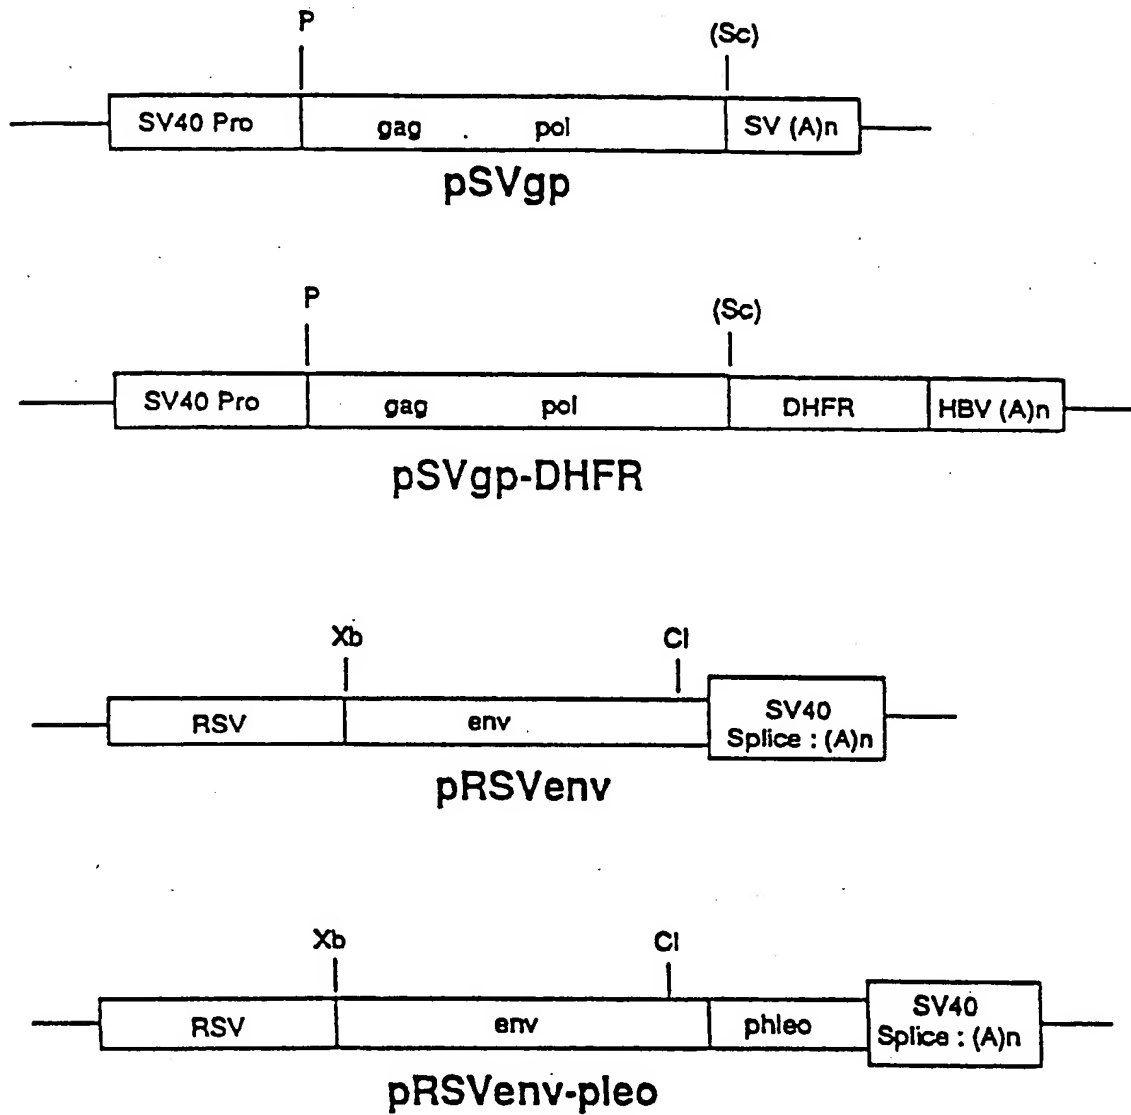 P (Sc)
SV40 Pro gag pol SV (A)n
pSVgp
P (Sc)
SV40 Pro gag pol DHFR HBV (A)n
pSVgp-DHFR
Xb Cl
RSV env SV40
Splice : (A)n
pRSVenv
Xb Cl
RSV env phleo SV40
Splice : (A)n
pRSVenv-pleo